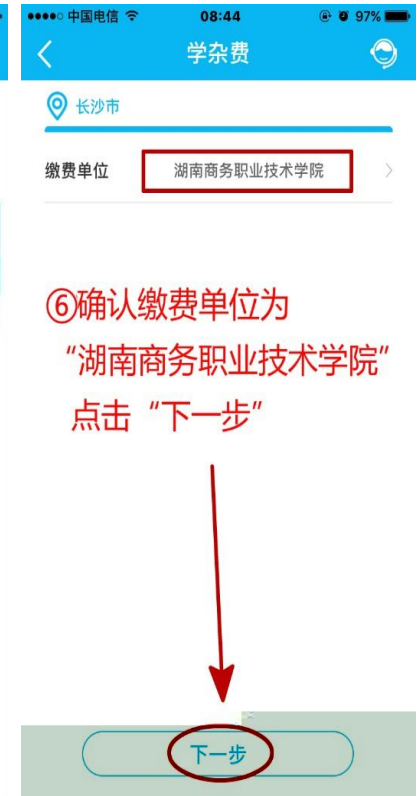 中国电信 08:44 97%
学杂费
长沙市
缴费单位 湖南商务职业技术学院
⑥确认缴费单位为
“湖南商务职业技术学院”
点击“下一步”
下一步